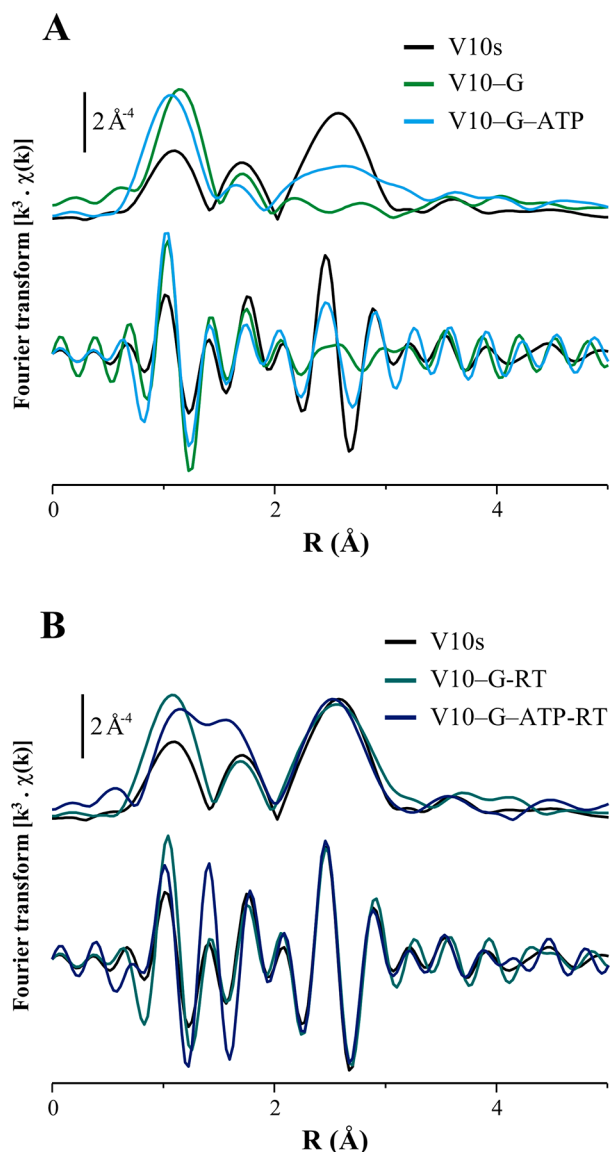 A
V10s
V10–G
V10–G–ATP
2 Å⁻⁴
Fourier transform [k³ · χ(k)]
0 2 4
R (Å)
B
V10s
V10–G-RT
V10–G–ATP-RT
2 Å⁻⁴
Fourier transform [k³ · χ(k)]
0 2 4
R (Å)